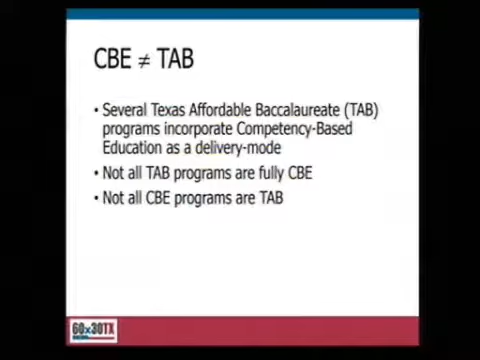 CBE ≠ TAB
• Several Texas Affordable Baccalaureate (TAB)
programs incorporate Competency-Based
Education as a delivery-mode
• Not all TAB programs are fully CBE
• Not all CBE programs are TAB
60x30TX